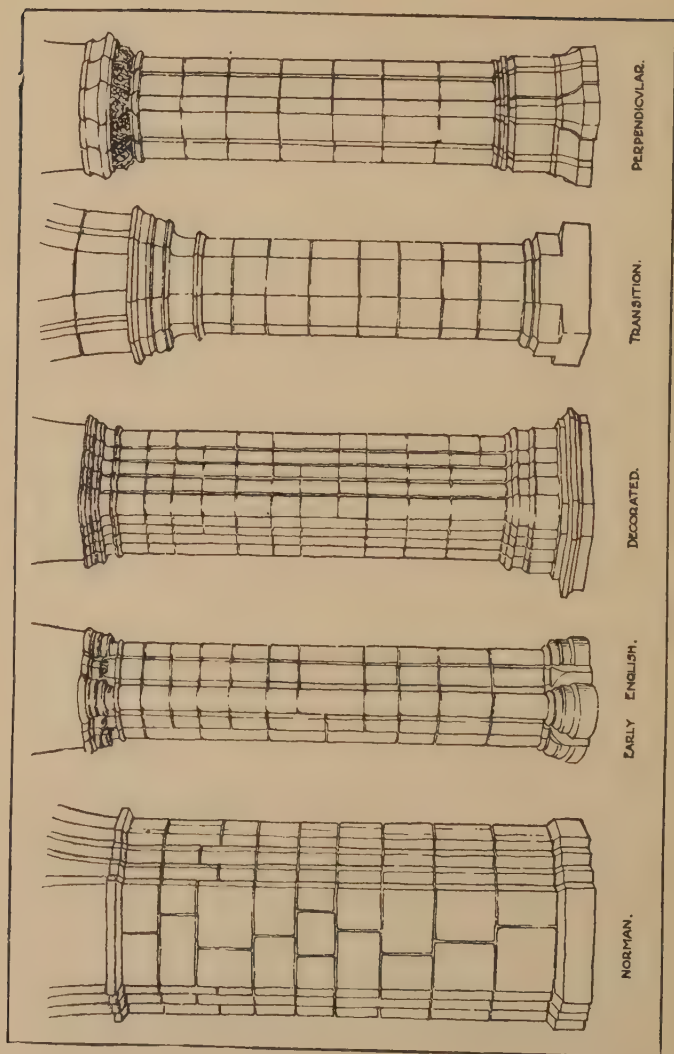 NORMAN.
EARLY ENGLISH.
DECORATED.
TRANSITION.
PERPENDICVLAR.